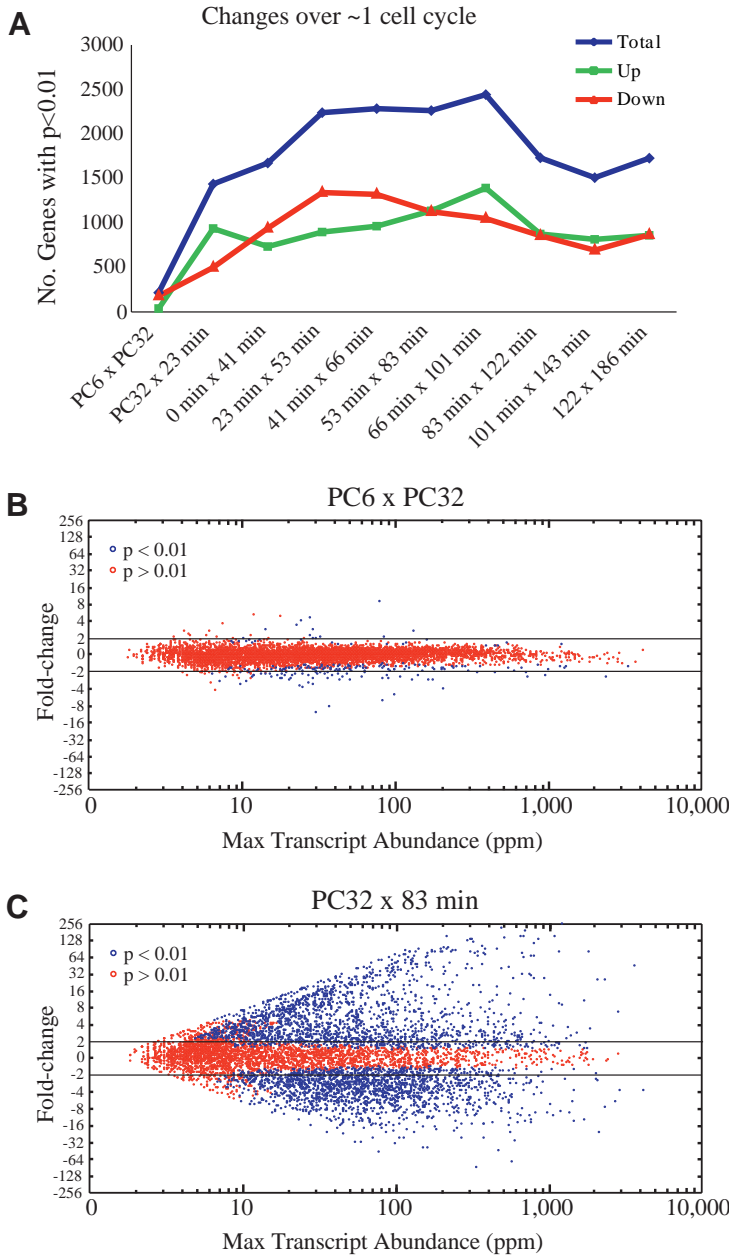 A
Changes over ~1 cell cycle
No. Genes with p<0.01
3000
2500
2000
1500
1000
500
0
Total
Up
Down
PC6 x PC32
PC32 x 23 min
0 min x 41 min
23 min x 53 min
41 min x 66 min
53 min x 83 min
66 min x 101 min
83 min x 122 min
101 min x 143 min
122 x 186 min
B
PC6 x PC32
Fold-change
256
128
64
32
16
8
4
2
0
-2
-4
-8
-16
-32
-64
-128
-256
p < 0.01
p > 0.01
0
10
100
1,000
10,000
Max Transcript Abundance (ppm)
C
PC32 x 83 min
Fold-change
256
128
64
32
16
8
4
2
0
-2
-4
-8
-16
-32
-64
-128
-256
p < 0.01
p > 0.01
0
10
100
1,000
10,000
Max Transcript Abundance (ppm)